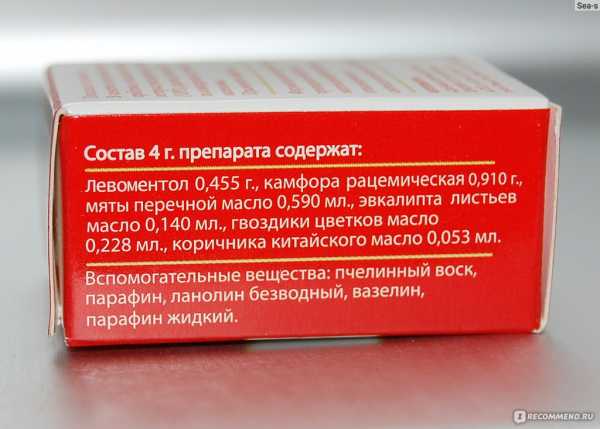 Sea-s
Состав 4 г. препарата содержат:
Левоментол 0,455 г., камфора рацемическая 0,910 г.,
мяты перечной масло 0,590 мл., эвкалипта листьев
масло 0,140 мл., гвоздики цветков масло
0,228 мл., коричника китайского масло 0,053 мл.
Вспомогательные вещества: пчелинный воск,
парафин, ланолин безводный, вазелин,
парафин жидкий.
IRECOMMEND.RU